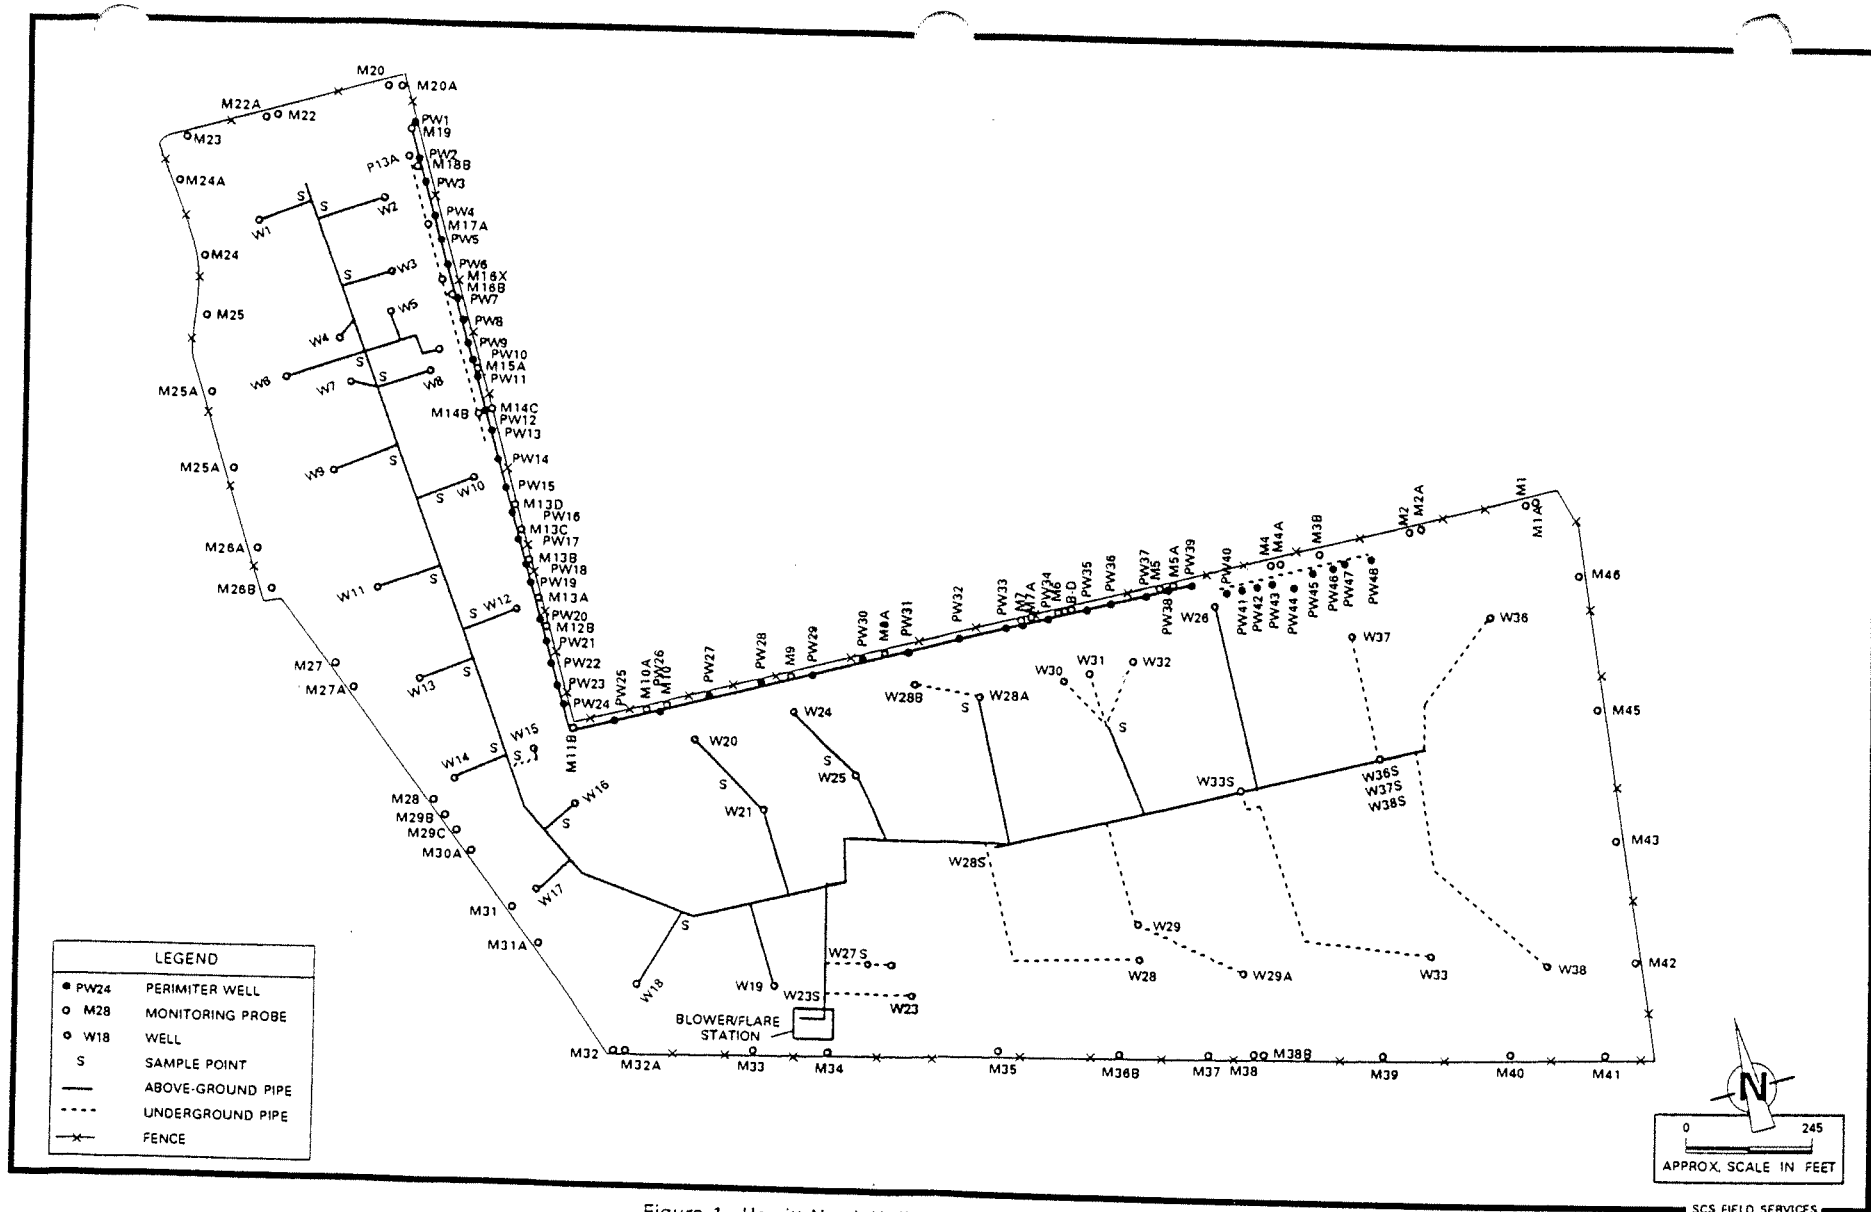 M20
M20A
M22A
M22
M23
PW1
M19
P13A
PW2
M18B
M24A
PW3
S
S
W2
W1
PW4
M17A
PW5
M24
S
W3
PW6
M16X
M16B
PW7
M25
W5
W4
PW8
PW9
PW10
M15A
PW11
S
W6
W7
S
W8
M25A
M14B
M14C
PW12
PW13
M25A
W9
S
S
W10
PW14
PW15
M13D
PW16
M13C
PW17
M13B
PW18
PW19
M13A
M26A
M26B
W11
S
S
W12
PW20
M12B
PW21
PW22
PW23
PW24
M27
M27A
W13
S
M11B
PW25
M10A
PW26
M10
PW27
PW28
M9
PW29
PW30
M8A
PW31
PW32
PW33
M7
M7A
PW34
M6
B-D
PW35
PW36
PW37
M5
M5A
PW38
PW39
PW40
M4
M4A
M3B
PW41
PW42
PW43
PW44
PW45
PW46
PW47
PW48
M2
M2A
M1
M1A
M46
W26
W36
W37
W30
W31
W32
W28B
W28A
S
S
M45
W14
S
S
W15
W20
S
W24
S
W25
W21
W16
S
M28
M29B
M29C
M30A
W33S
W36S
W37S
W38S
W28S
M43
W17
M31
M31A
S
W18
W19
W27S
W23S
W23
W29
W28
W29A
W33
W38
M42
BLOWER/FLARE
STATION
M32
M32A
M33
M34
M35
M36B
M37
M38
M38B
M39
M40
M41
LEGEND
PW24 PERIMITER WELL
M28 MONITORING PROBE
W18 WELL
S SAMPLE POINT
ABOVE-GROUND PIPE
UNDERGROUND PIPE
FENCE
N
0 245
APPROX. SCALE IN FEET
SCS FIELD SERVICES
Figure 1.